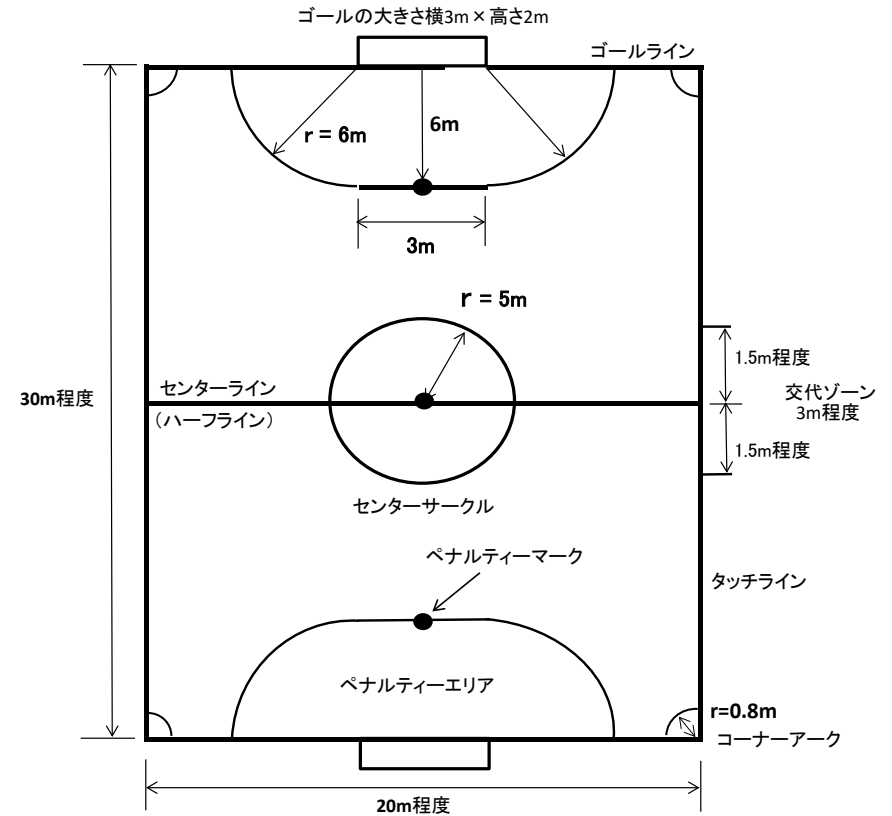 ゴールの大きさ横3m×高さ2m
ゴールライン
r = 6m
6m
3m
r = 5m
1.5m程度
センターライン
30m程度
交代ゾーン
3m程度
(ハーフライン)
1.5m程度
センターサークル
ペナルティーマーク
タッチライン
ペナルティーエリア
r=0.8m
コーナーアーク
20m程度